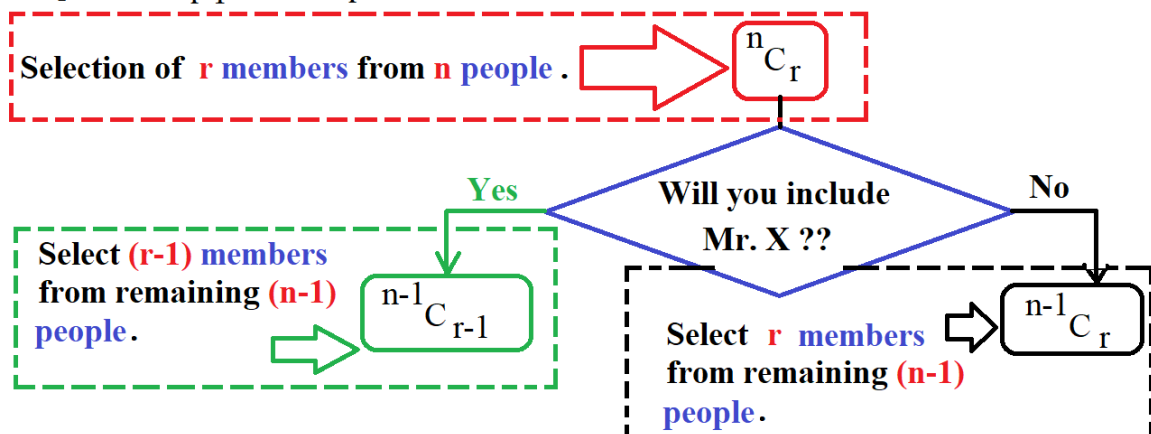 Selection of r members from n people .
nCr
Will you include
Mr. X ??
Yes
No
Select (r-1) members
from remaining (n-1)
people .
n-1Cr-1
Select r members
from remaining (n-1)
people .
n-1Cr